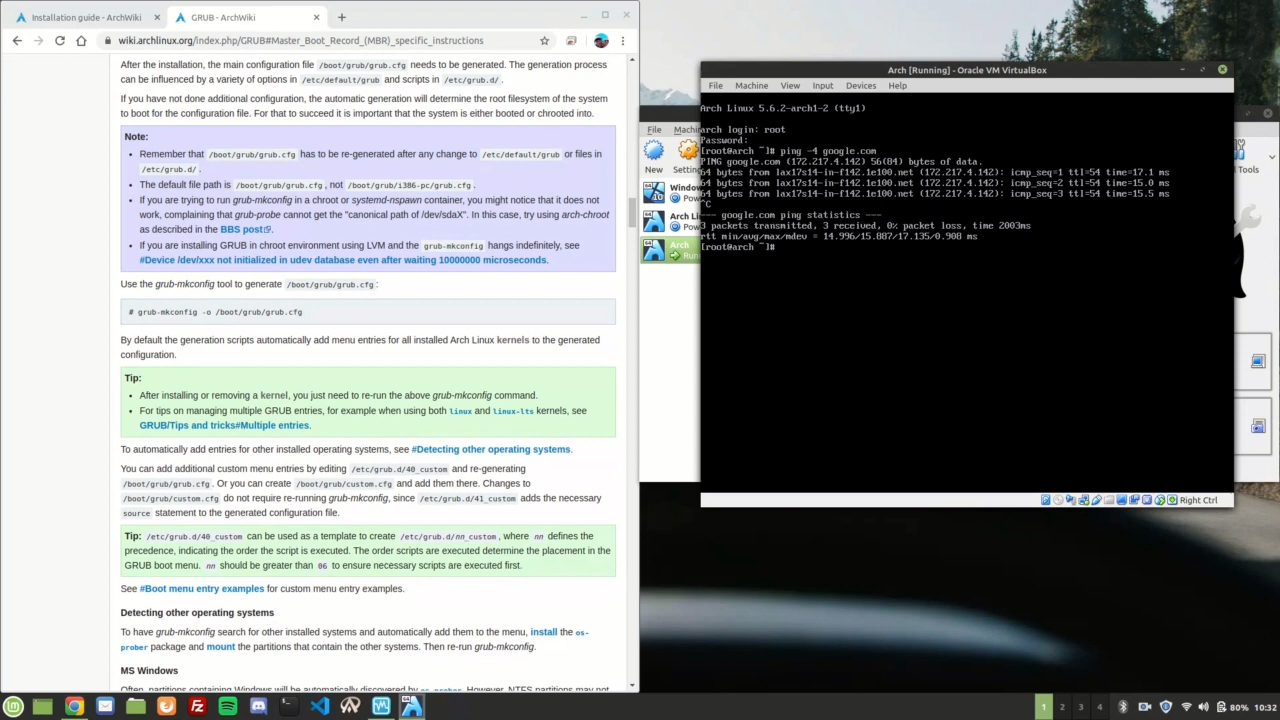 Installation guide - ArchWiki
GRUB - ArchWiki
wiki.archlinux.org/index.php/GRUB#Master_Boot_Record_(MBR)_specific_instructions
After the installation, the main configuration file /boot/grub/grub.cfg needs to be generated. The generation process
can be influenced by a variety of options in /etc/default/grub and scripts in /etc/grub.d/ .
If you have not done additional configuration, the automatic generation will determine the root filesystem of the system
to boot for the configuration file. For that to succeed it is important that the system is either booted or chrooted into.
Note:
• Remember that /boot/grub/grub.cfg has to be re-generated after any change to /etc/default/grub or files in
/etc/grub.d/ .
• The default file path is /boot/grub/grub.cfg , not /boot/grub/i386-pc/grub.cfg .
• If you are trying to run grub-mkconfig in a chroot or systemd-nspawn container, you might notice that it does not
work, complaining that grub-probe cannot get the "canonical path of /dev/sdaX". In this case, try using arch-chroot
as described in the BBS post.
• If you are installing GRUB in chroot environment using LVM and the grub-mkconfig hangs indefinitely, see
#Device /dev/xxx not initialized in udev database even after waiting 10000000 microseconds.
Use the grub-mkconfig tool to generate /boot/grub/grub.cfg :
# grub-mkconfig -o /boot/grub/grub.cfg
By default the generation scripts automatically add menu entries for all installed Arch Linux kernels to the generated
configuration.
Tip:
• After installing or removing a kernel, you just need to re-run the above grub-mkconfig command.
• For tips on managing multiple GRUB entries, for example when using both linux and linux-lts kernels, see
GRUB/Tips and tricks#Multiple entries.
To automatically add entries for other installed operating systems, see #Detecting other operating systems.
You can add additional custom menu entries by editing /etc/grub.d/40_custom and re-generating
/boot/grub/grub.cfg . Or you can create /boot/grub/custom.cfg and add them there. Changes to
/boot/grub/custom.cfg do not require re-running grub-mkconfig, since /etc/grub.d/41_custom adds the necessary
source statement to the generated configuration file.
Tip: /etc/grub.d/40_custom can be used as a template to create /etc/grub.d/nn_custom , where nn defines the
precedence, indicating the order the script is executed. The order scripts are executed determine the placement in the
GRUB boot menu. nn should be greater than 06 to ensure necessary scripts are executed first.
See #Boot menu entry examples for custom menu entry examples.
Detecting other operating systems
To have grub-mkconfig search for other installed systems and automatically add them to the menu, install the os-
prober package and mount the partitions that contain the other systems. Then re-run grub-mkconfig.
MS Windows
Often, partitions containing Windows will be automatically discovered by os-prober. However, NTFS partitions may not
File Machin
New Setting
Windo
Po
Arch Li
Po
Arch
Run
Tools
Arch [Running] - Oracle VM VirtualBox
File Machine View Input Devices Help
Arch Linux 5.6.2-arch1-2 (tty1)
arch login: root
Password:
[root@arch ~]# ping -4 google.com
PING google.com (172.217.4.142) 56(84) bytes of data.
64 bytes from lax17s14-in-f142.1e100.net (172.217.4.142): icmp_seq=1 ttl=54 time=17.1 ms
64 bytes from lax17s14-in-f142.1e100.net (172.217.4.142): icmp_seq=2 ttl=54 time=15.0 ms
64 bytes from lax17s14-in-f142.1e100.net (172.217.4.142): icmp_seq=3 ttl=54 time=15.5 ms
^C
--- google.com ping statistics ---
3 packets transmitted, 3 received, 0% packet loss, time 2003ms
rtt min/avg/max/mdev = 14.996/15.887/17.135/0.908 ms
[root@arch ~]#
Right Ctrl
1 2 3 4 80% 10:32